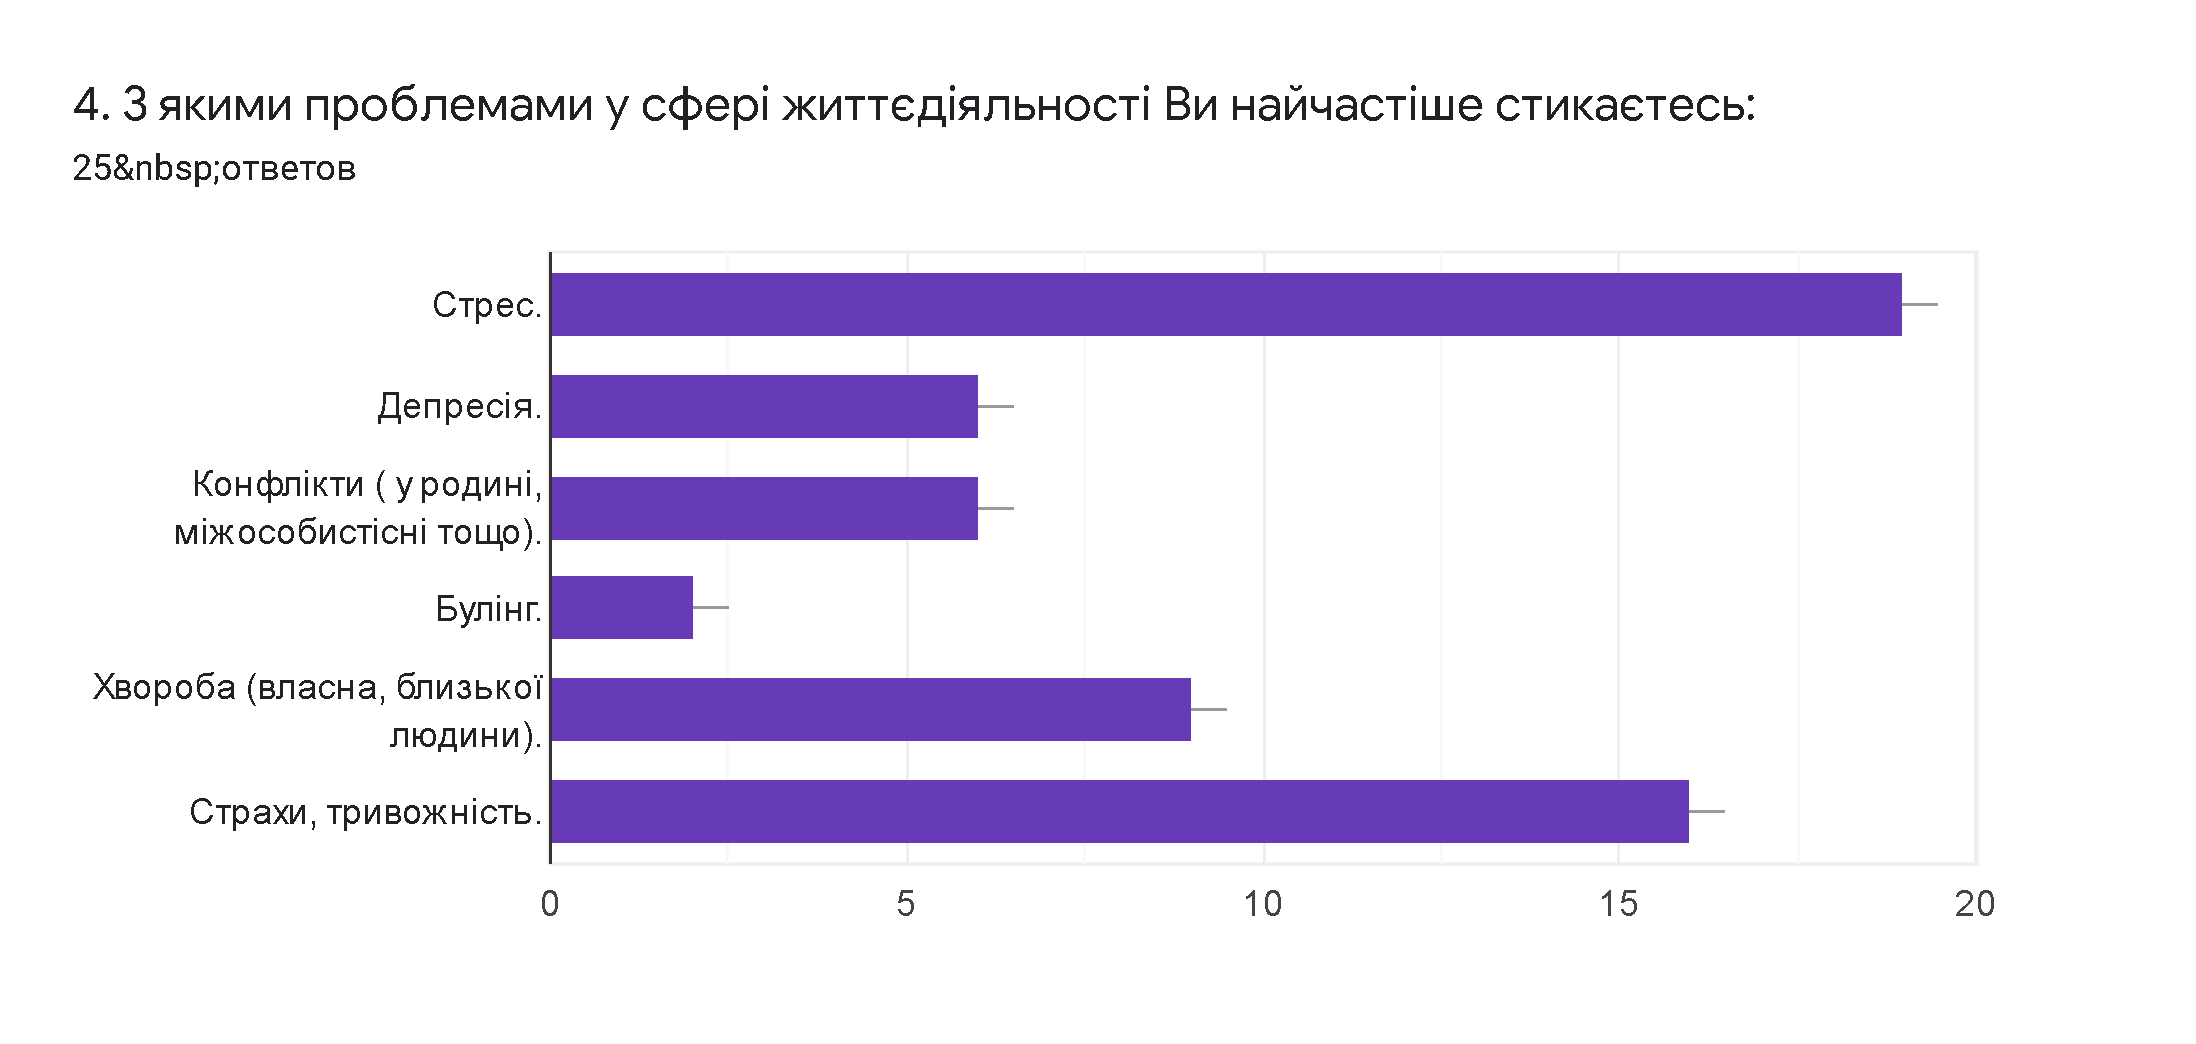 4. З якими проблемами у сфері життєдіяльності Ви найчастіше стикаєтесь:
25&nbsp;ответов
Стрес.
Депресія.
Конфлікти ( у родині,
міжособистісні тощо).
Булінг.
Хвороба (власна, близької
людини).
Страхи, тривожність.
0 5 10 15 20